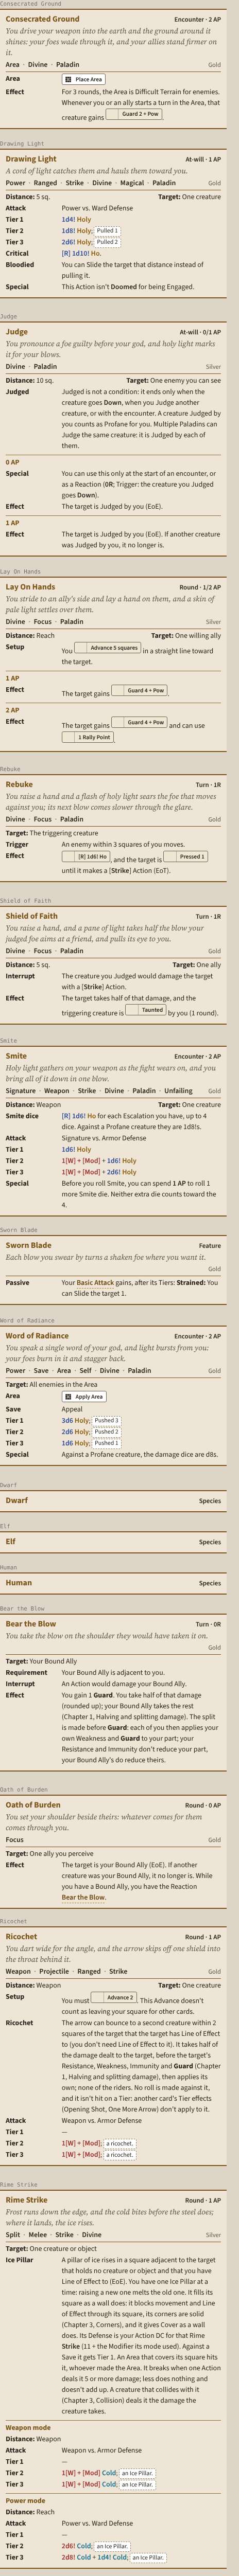 Consecrated Ground
Consecrated Ground Encounter · 2 AP
You drive your weapon into the earth and the ground around it
shines: your foes wade through it, and your allies stand firmer on
it.
Area · Divine · Paladin Gold
Area Place Area
Effect For 3 rounds, the Area is Difficult Terrain for enemies.
Whenever you or an ally starts a turn in the Area, that
creature gains Guard 2 + Pow.
Drawing Light
Drawing Light At-will · 1 AP
A cord of light catches them and hauls them toward you.
Power · Ranged · Strike · Divine · Magical · Paladin Gold
Distance: 5 sq. Target: One creature
Attack Power vs. Ward Defense
Tier 1 1d4! Holy
Tier 2 1d8! Holy; Pulled 1
Tier 3 2d6! Holy; Pulled 2
Critical [R] 1d10! Ho.
Bloodied You can Slide the target that distance instead of
pulling it.
Special This Action isn't Doomed for being Engaged.
Judge
Judge At-will · 0/1 AP
You pronounce a foe guilty before your god, and holy light marks
it for your blows.
Divine · Paladin Silver
Distance: 10 sq. Target: One enemy you can see
Judged Judged is not a condition: it ends only when the
creature goes Down, when you Judge another
creature, or with the encounter. A creature Judged by
you counts as Profane for you. Multiple Paladins can
Judge the same creature: it is Judged by each of
them.
0 AP
Special You can use this only at the start of an encounter, or
as a Reaction (0R; Trigger: the creature you Judged
goes Down).
Effect The target is Judged by you (EoE).
1 AP
Effect The target is Judged by you (EoE). If another creature
was Judged by you, it no longer is.
Lay On Hands
Lay On Hands Round · 1/2 AP
You stride to an ally's side and lay a hand on them, and a skin of
pale light settles over them.
Divine · Focus · Paladin Silver
Distance: Reach Target: One willing ally
Setup You Advance 5 squares in a straight line toward
the target.
1 AP
Effect The target gains Guard 4 + Pow.
2 AP
Effect The target gains Guard 4 + Pow and can use
1 Rally Point.
Rebuke
Rebuke Turn · 1R
You raise a hand and a flash of holy light sears the foe that moves
against you; its next blow comes slower through the glare.
Divine · Focus · Paladin Gold
Target: The triggering creature
Trigger An enemy within 3 squares of you moves.
Effect [R] 1d6! Ho, and the target is Pressed 1
until it makes a [Strike] Action (EoT).
Shield of Faith
Shield of Faith Turn · 1R
You raise a hand, and a pane of light takes half the blow your
judged foe aims at a friend, and pulls its eye to you.
Divine · Focus · Paladin Gold
Distance: 5 sq. Target: One ally
Interrupt The creature you Judged would damage the target
with a [Strike] Action.
Effect The target takes half of that damage, and the
triggering creature is Taunted by you (1 round).
Smite
Smite Encounter · 2 AP
Holy light gathers on your weapon as the fight wears on, and you
bring all of it down in one blow.
Signature · Weapon · Strike · Divine · Paladin · Unfailing Gold
Distance: Weapon Target: One creature
Smite dice [R] 1d6! Ho for each Escalation you have, up to 4
dice. Against a Profane creature they are 1d8!s.
Attack Signature vs. Armor Defense
Tier 1 1d6! Holy
Tier 2 1[W] + [Mod] + 1d6! Holy
Tier 3 1[W] + [Mod] + 2d6! Holy
Special Before you roll Smite, you can spend 1 AP to roll 1
more Smite die. Neither extra die counts toward the
4.
Sworn Blade
Sworn Blade Feature
Each blow you swear by turns a shaken foe where you want it.
Gold
Passive Your Basic Attack gains, after its Tiers: Strained: You
can Slide the target 1.
Word of Radiance
Word of Radiance Encounter · 2 AP
You speak a single word of your god, and light bursts from you:
your foes burn in it and stagger back.
Power · Save · Area · Self · Divine · Paladin Gold
Target: All enemies in the Area
Area Apply Area
Save Appeal
Tier 1 3d6 Holy; Pushed 3
Tier 2 2d6 Holy; Pushed 2
Tier 3 1d6 Holy; Pushed 1
Special Against a Profane creature, the damage dice are d8s.
Dwarf
Dwarf Species
Elf
Elf Species
Human
Human Species
Bear the Blow
Bear the Blow Turn · 0R
You take the blow on the shoulder they would have taken it on.
Gold
Target: Your Bound Ally
Requirement Your Bound Ally is adjacent to you.
Interrupt An Action would damage your Bound Ally.
Effect You gain 1 Guard. You take half of that damage
(rounded up); your Bound Ally takes the rest
(Chapter 1, Halving and splitting damage). The split
is made before Guard: each of you then applies your
own Weakness and Guard to your part; your
Resistance and Immunity don't reduce your part,
your Bound Ally's do reduce theirs.
Oath of Burden
Oath of Burden Round · 0 AP
You set your shoulder beside theirs: whatever comes for them
comes through you.
Focus Gold
Target: One ally you perceive
Effect The target is your Bound Ally (EoE). If another
creature was your Bound Ally, it no longer is. While
you have a Bound Ally, you have the Reaction
Bear the Blow.
Ricochet
Ricochet Round · 1 AP
You dart wide for the angle, and the arrow skips off one shield into
the throat behind it.
Weapon · Projectile · Ranged · Strike Gold
Distance: Weapon Target: One creature
Setup You must Advance 2. This Advance doesn't
count as leaving your square for other cards.
Ricochet The arrow can bounce to a second creature within 2
squares of the target that the target has Line of Effect
to (you don't need Line of Effect to it). It takes half of
the damage dealt to the target, before the target's
Resistance, Weakness, Immunity and Guard (Chapter
1, Halving and splitting damage), then applies its
own; none of the riders. No roll is made against it,
and it isn't hit on a Tier: another card's Tier effects
(Opening Shot, One More Arrow) don't apply to it.
Attack Weapon vs. Armor Defense
Tier 1 —
Tier 2 1[W] + [Mod]; a ricochet.
Tier 3 1[W] + [Mod]; a ricochet.
Rime Strike
Rime Strike Round · 1 AP
Frost runs down the edge, and the cold bites before the steel does;
where it lands, the ice rises.
Split · Melee · Strike · Divine Silver
Target: One creature or object
Ice Pillar A pillar of ice rises in a square adjacent to the target
that holds no creature or object and that you have
Line of Effect to (EoE). You have one Ice Pillar at a
time: raising a new one melts the old. It fills its
square as a wall does: it blocks movement and Line
of Effect through its square, its corners are solid
(Chapter 3, Corners), and it gives Cover as a wall
does. Its Defense is your Action DC for that Rime
Strike (11 + the Modifier its mode used). Against a
Save it gets Tier 1. An Area that covers its square hits
it, whoever made the Area. It breaks when one Action
deals it 5 or more damage; less does nothing and
doesn't add up. A creature that collides with it
(Chapter 3, Collision) deals it the damage the
creature takes.
Weapon mode
Distance: Weapon
Attack Weapon vs. Armor Defense
Tier 1 —
Tier 2 1[W] + [Mod] Cold; an Ice Pillar.
Tier 3 1[W] + [Mod] Cold; an Ice Pillar.
Power mode
Distance: Reach
Attack Power vs. Ward Defense
Tier 1 —
Tier 2 2d6! Cold; an Ice Pillar.
Tier 3 2d8! Cold + 1d4! Cold; an Ice Pillar.